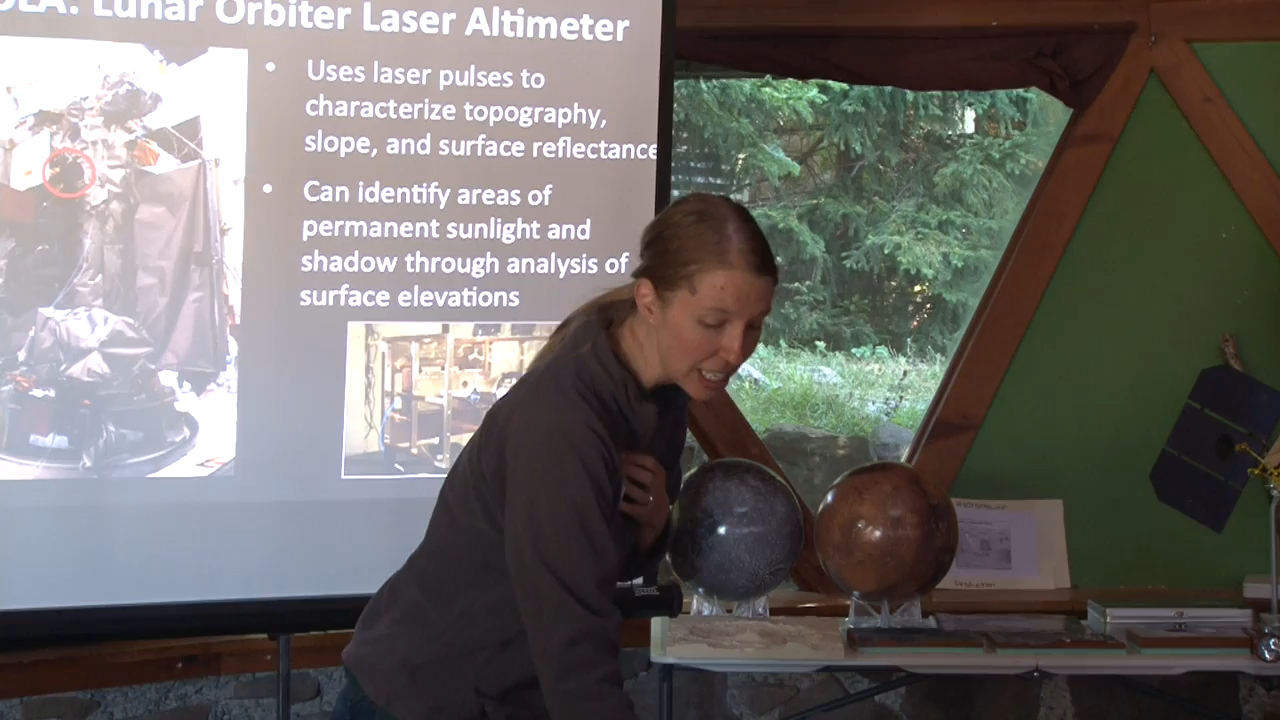 Lunar Orbiter Laser Altimeter
• Uses laser pulses to
characterize topography,
slope, and surface reflectance
• Can identify areas of
permanent sunlight and
shadow through analysis of
surface elevations